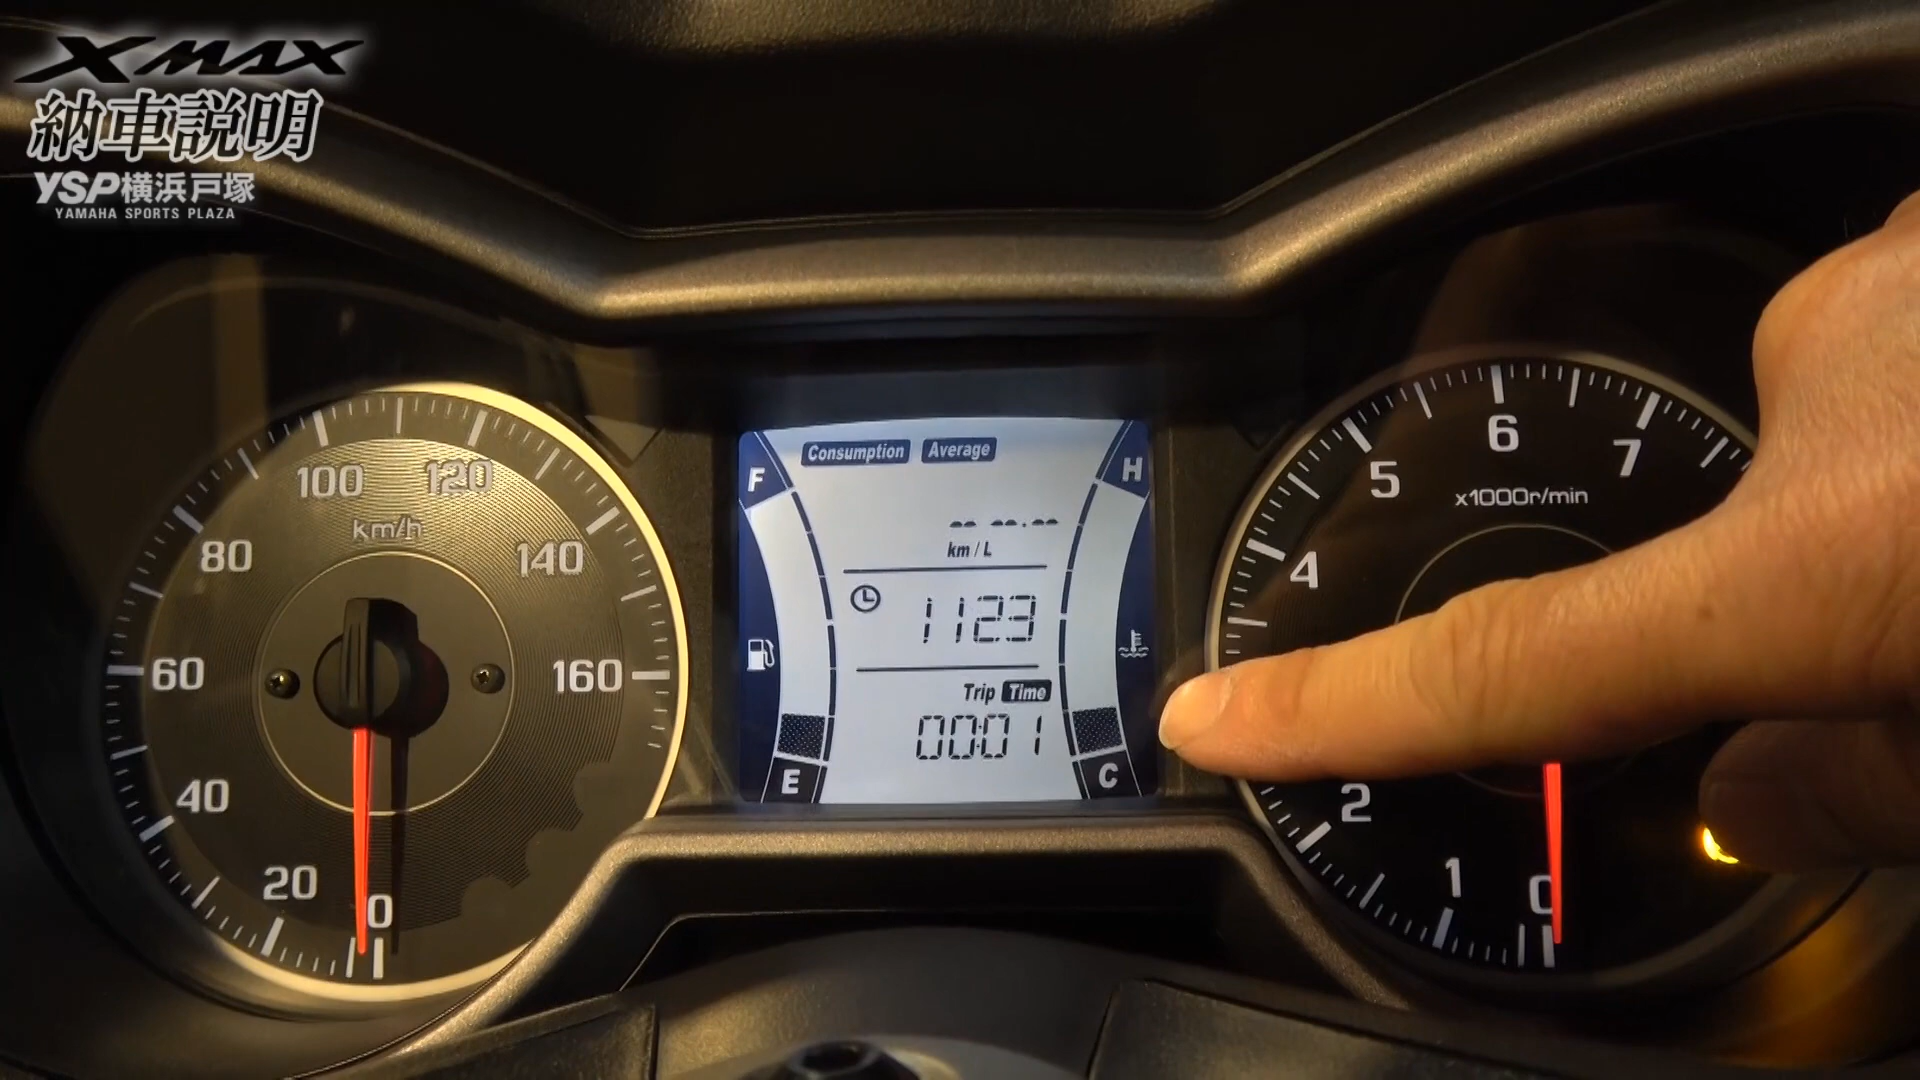 XMAX
納車説明
YSP横浜戸塚
YAMAHA SPORTS PLAZA
0
20
40
60
80
100
120
140
160
km/h
F
Consumption Average
H
-- --.--
km/L
1123
Trip Time
00:01
E
C
0
1
2
4
5
6
7
x1000r/min